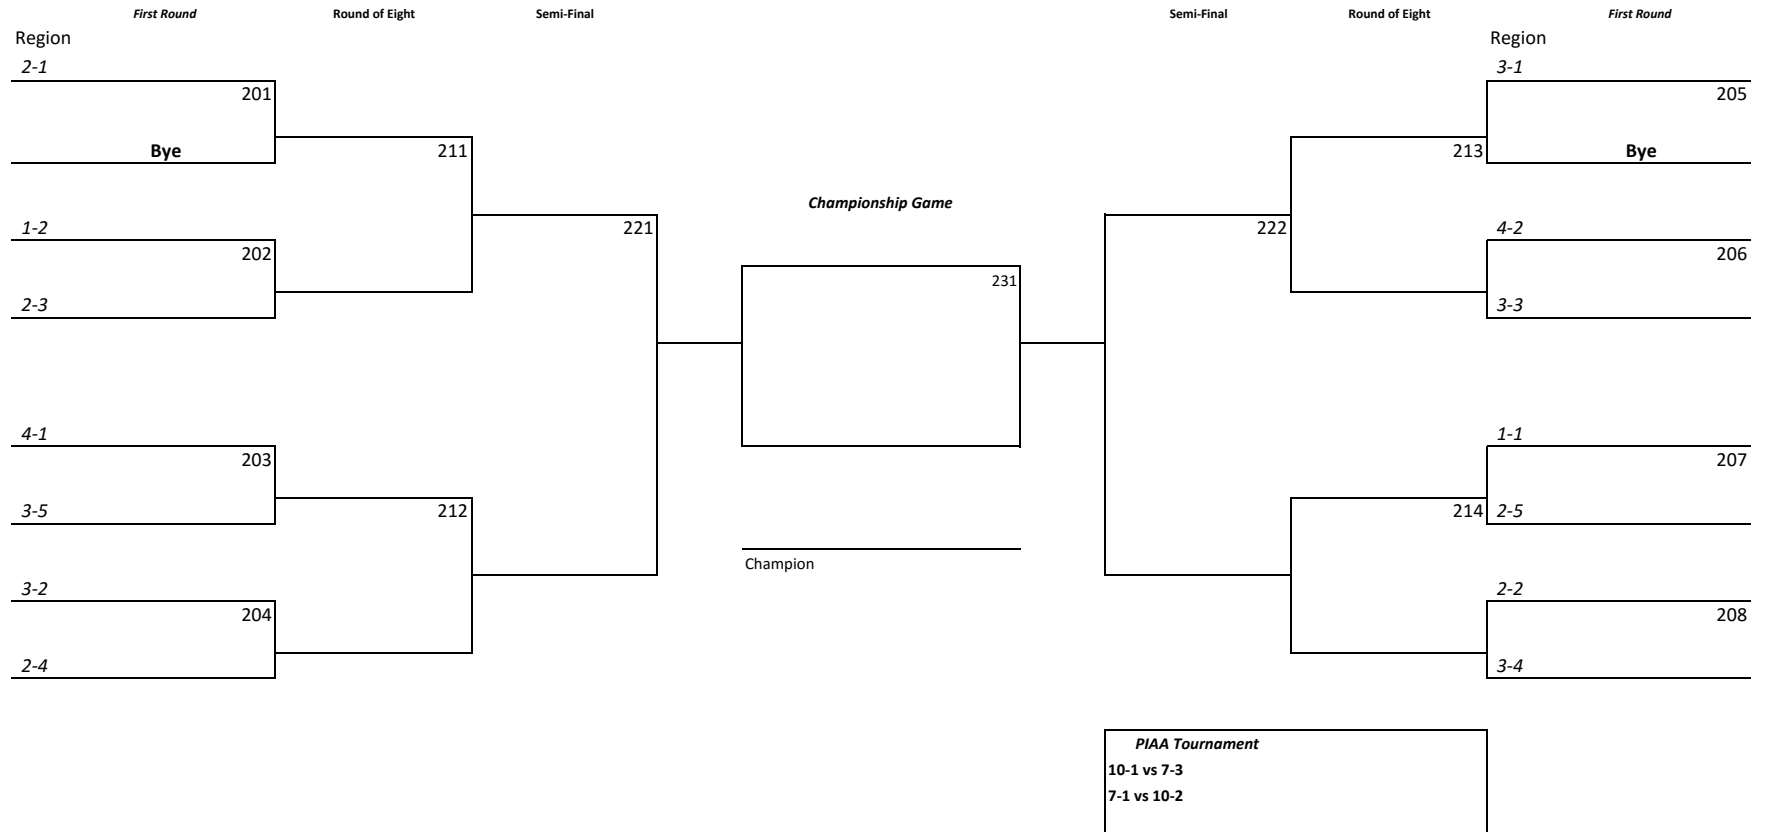 First Round Round of Eight Semi-Final Semi-Final Round of Eight First Round
Region Region
2-1 3-1
201 205
Bye 211 213 Bye
Championship Game
1-2 221 222 4-2
202 206
231
2-3 3-3
4-1 1-1
203 207
3-5 212 214 2-5
Champion
3-2 2-2
204 208
2-4 3-4
PIAA Tournament
10-1 vs 7-3
7-1 vs 10-2